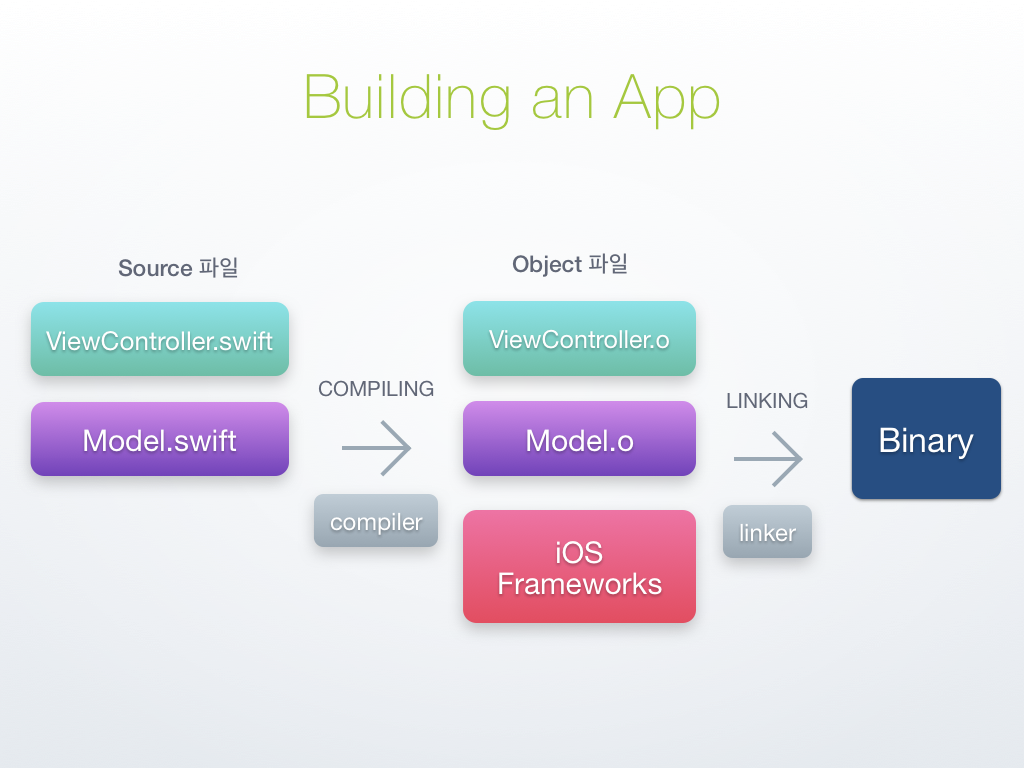 Building an App
Source 파일
Object 파일
ViewController.swift
ViewController.o
COMPILING
LINKING
Model.swift
Model.o
Binary
compiler
linker
iOS
Frameworks